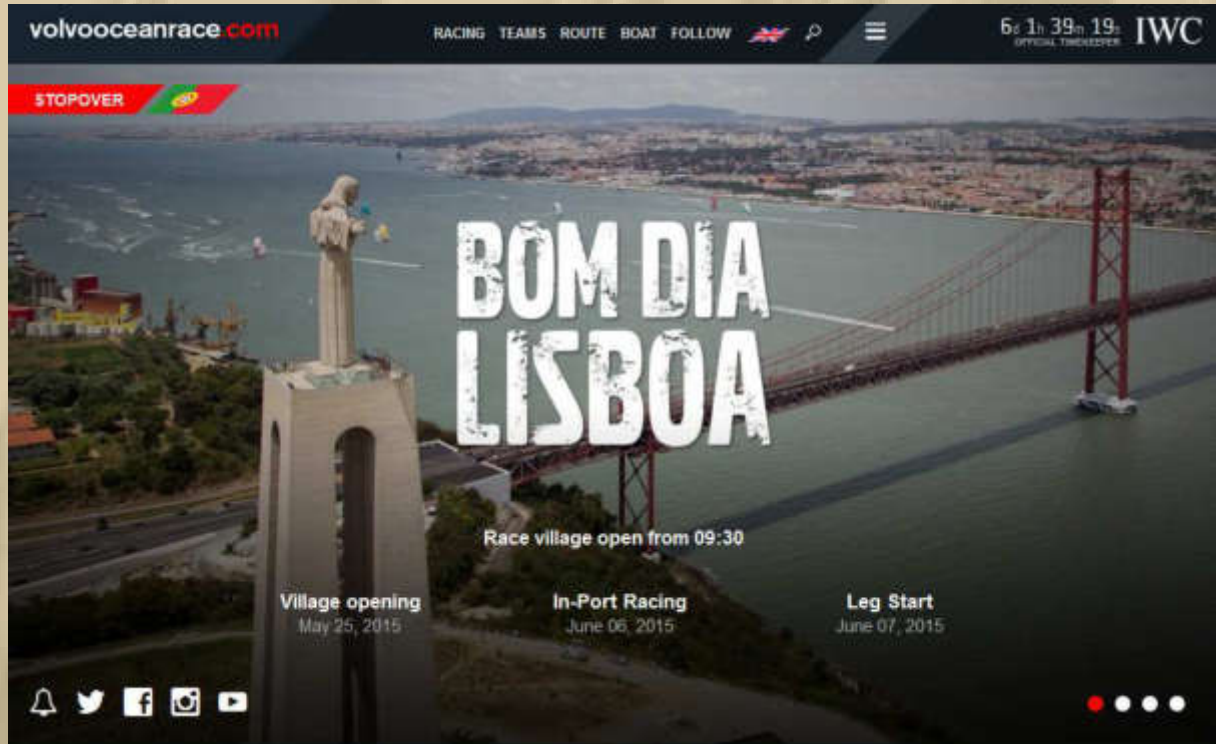 volvooceanrace.com
RACING TEAMS ROUTE BOAT FOLLOW
6d 1h 39m 19s
OFFICIAL TIMEKEEPER
IWC
STOPOVER
BOM DIA
LISBOA
Race village open from 09:30
Village opening
May 25, 2015
In-Port Racing
June 06, 2015
Leg Start
June 07, 2015